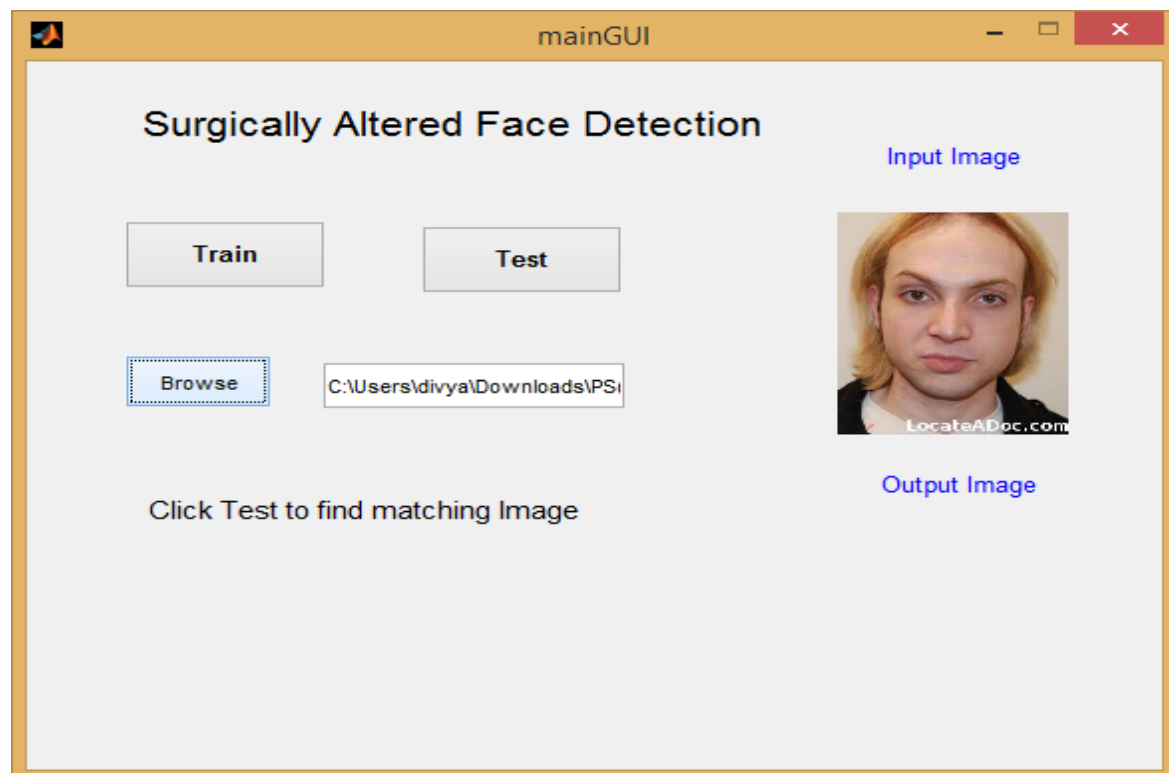 mainGUI
Surgically Altered Face Detection
Input Image
Train
Test
Browse
C:\Users\divya\Downloads\PS
LocateADoc.com
Output Image
Click Test to find matching Image